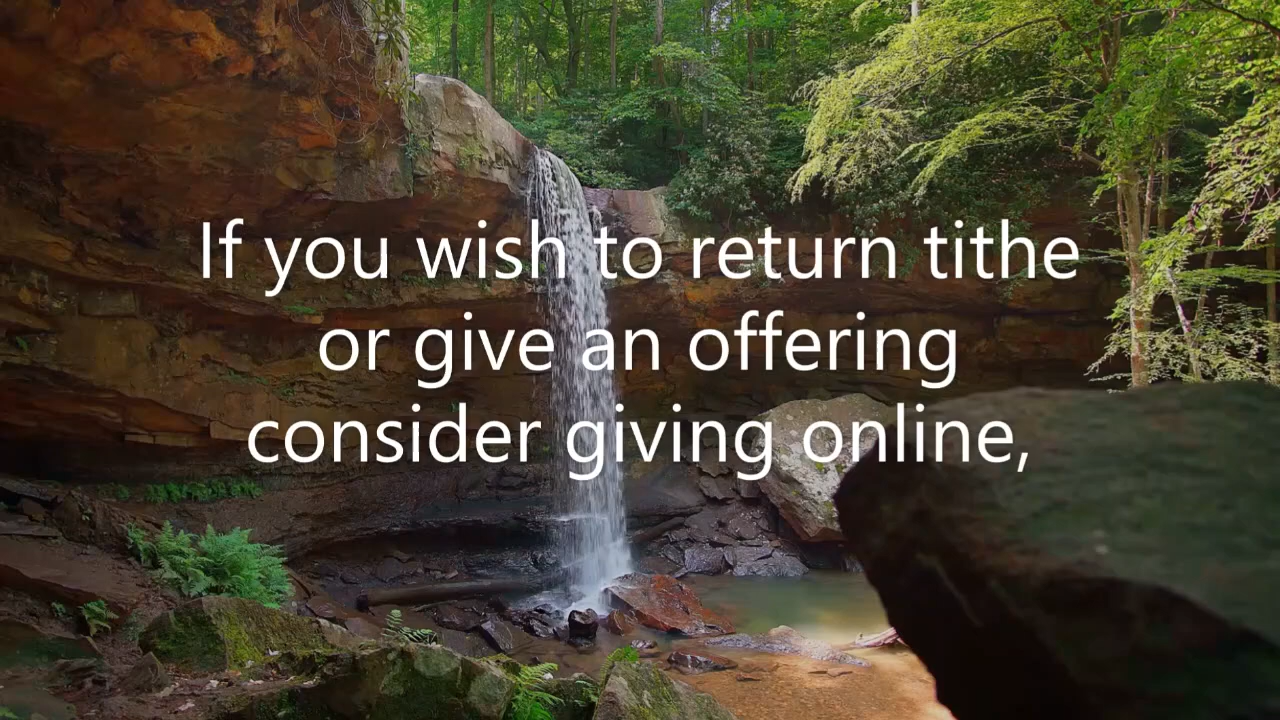 If you wish to return tithe
or give an offering
consider giving online,